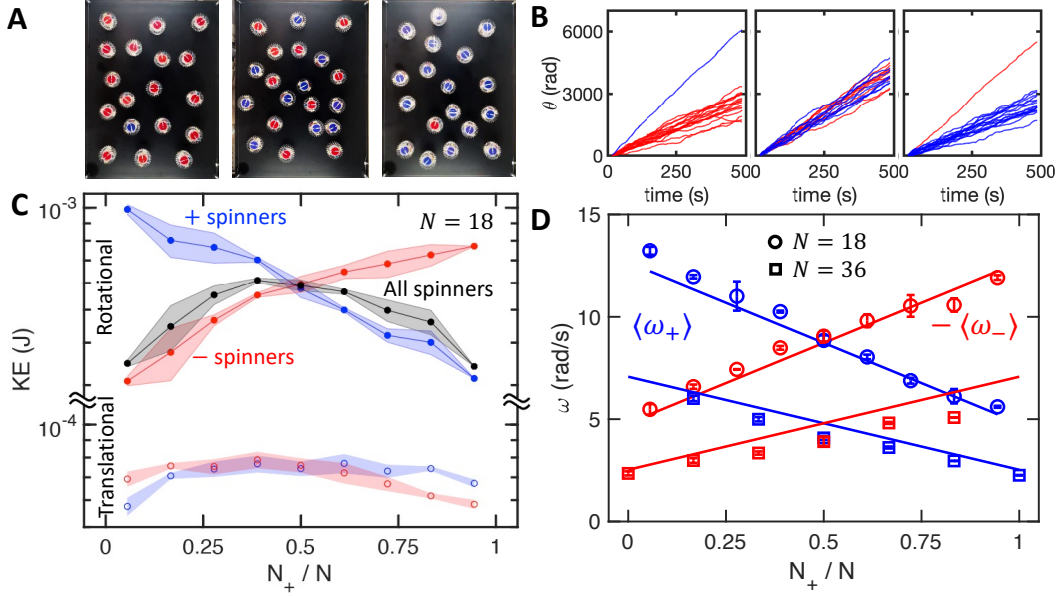 A
B
θ (rad)
6000
3000
0
0 250 500
250 500
250 500
time (s) time (s) time (s)
C
KE (J)
10⁻³
10⁻⁴
Rotational
Translational
+ spinners
N = 18
All spinners
− spinners
0 0.25 0.5 0.75 1
N₊ / N
D
ω (rad/s)
15
10
5
0
N = 18
N = 36
⟨ω₊⟩
− ⟨ω₋⟩
0 0.25 0.5 0.75 1
N₊ / N